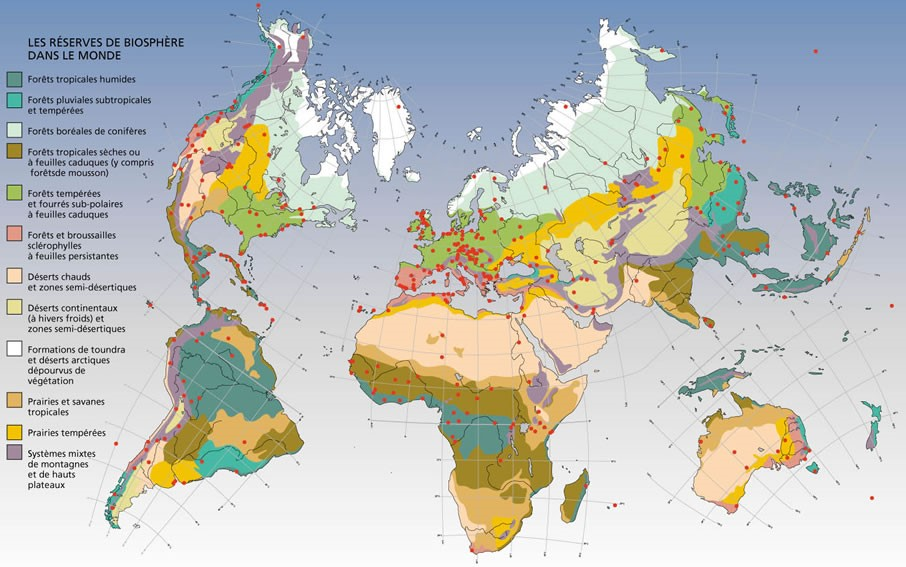 LES RÉSERVES DE BIOSPHÈRE
DANS LE MONDE
Forêts tropicales humides
Forêts pluviales subtropicales
et tempérées
Forêts boréales de conifères
Forêts tropicales sèches ou
à feuilles caduques (y compris
forêtsde mousson)
Forêts tempérées
et fourrés sub-polaires
à feuilles caduques
Forêts et broussailles
sclérophylles
à feuilles persistantes
Déserts chauds
et zones semi-désertiques
Déserts continentaux
(à hivers froids) et
zones semi-désertiques
Formations de toundra
et déserts arctiques
dépourvus de
végétation
Prairies et savanes
tropicales
Prairies tempérées
Systèmes mixtes
de montagnes
et de hauts
plateaux